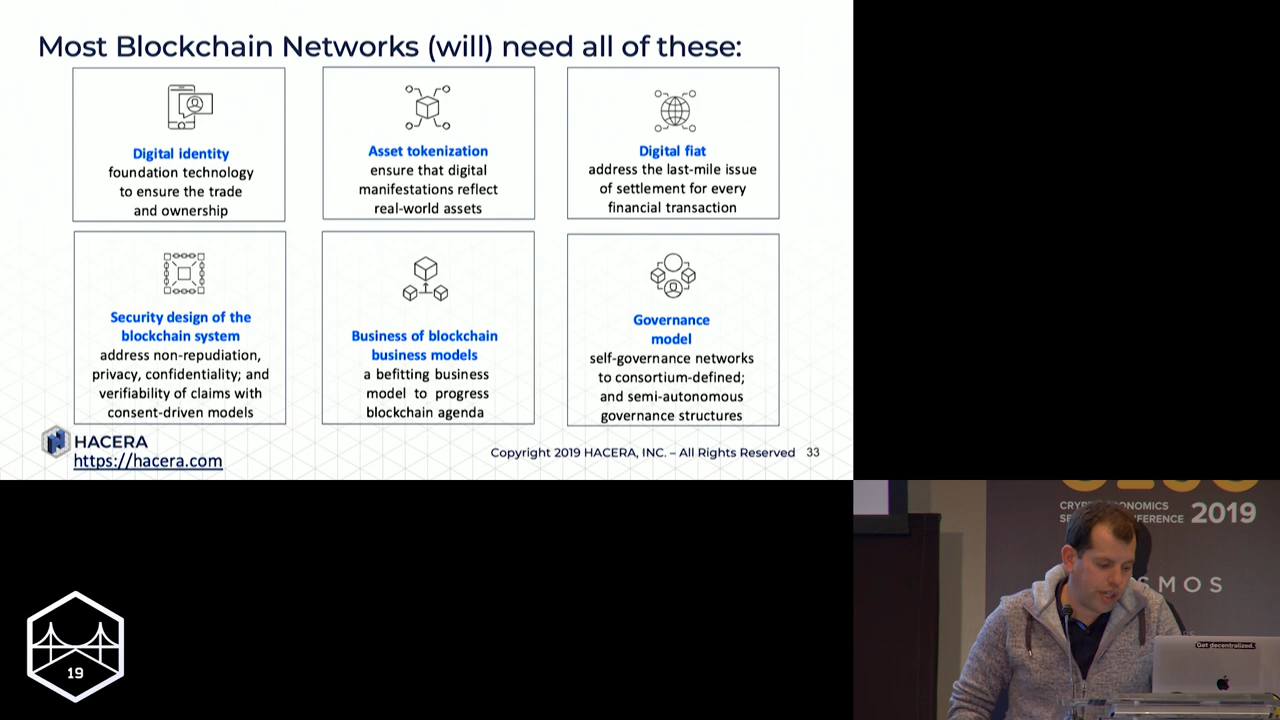 Most Blockchain Networks (will) need all of these:
Digital identity
foundation technology
to ensure the trade
and ownership
Asset tokenization
ensure that digital
manifestations reflect
real-world assets
Digital fiat
address the last-mile issue
of settlement for every
financial transaction
Security design of the
blockchain system
address non-repudiation,
privacy, confidentiality; and
verifiability of claims with
consent-driven models
Business of blockchain
business models
a befitting business
model to progress
blockchain agenda
Governance
model
self-governance networks
to consortium-defined;
and semi-autonomous
governance structures
HACERA
https://hacera.com
Copyright 2019 HACERA, INC. – All Rights Reserved 33
2019
Get decentralized.
19